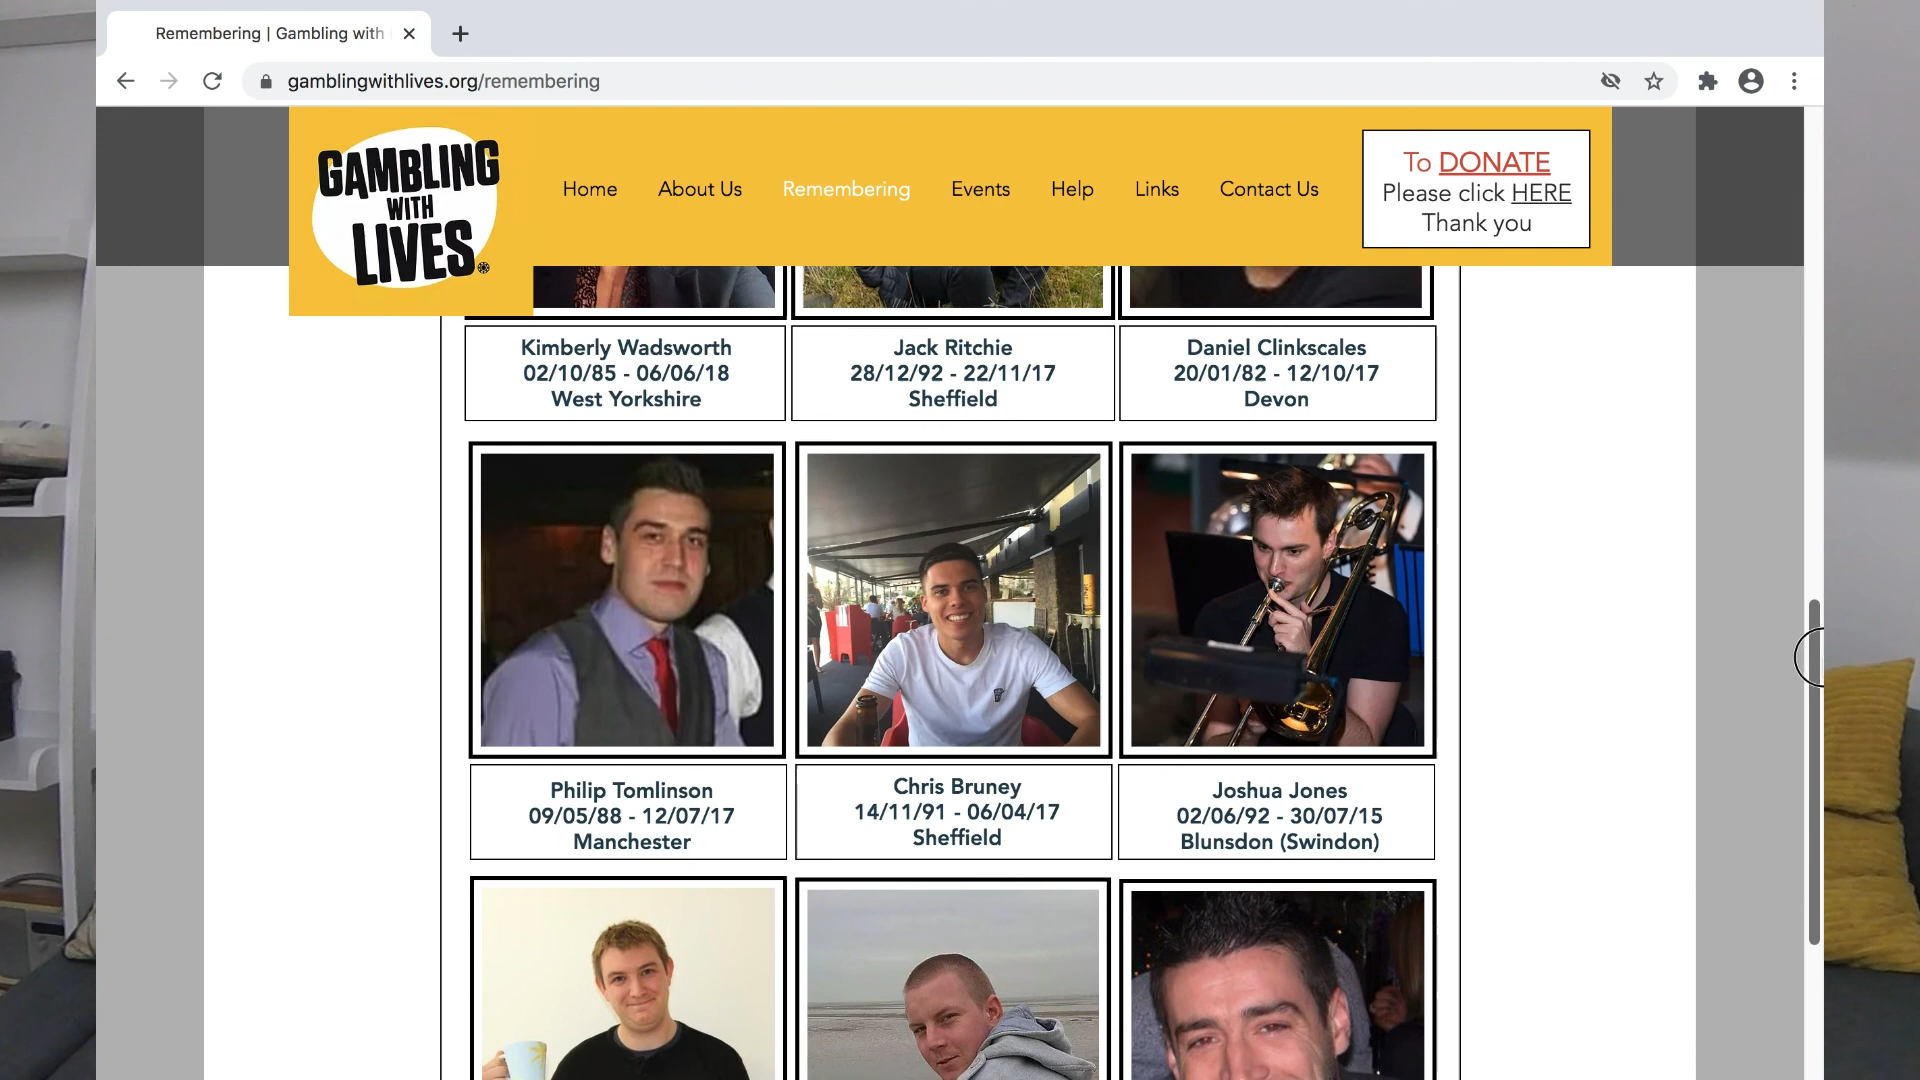 Remembering | Gambling with
gamblingwithlives.org/remembering
GAMBLING
WITH
LIVES
Home
About Us
Remembering
Events
Help
Links
Contact Us
To DONATE
Please click HERE
Thank you
Kimberly Wadsworth
02/10/85 - 06/06/18
West Yorkshire
Jack Ritchie
28/12/92 - 22/11/17
Sheffield
Daniel Clinkscales
20/01/82 - 12/10/17
Devon
Philip Tomlinson
09/05/88 - 12/07/17
Manchester
Chris Bruney
14/11/91 - 06/04/17
Sheffield
Joshua Jones
02/06/92 - 30/07/15
Blunsdon (Swindon)